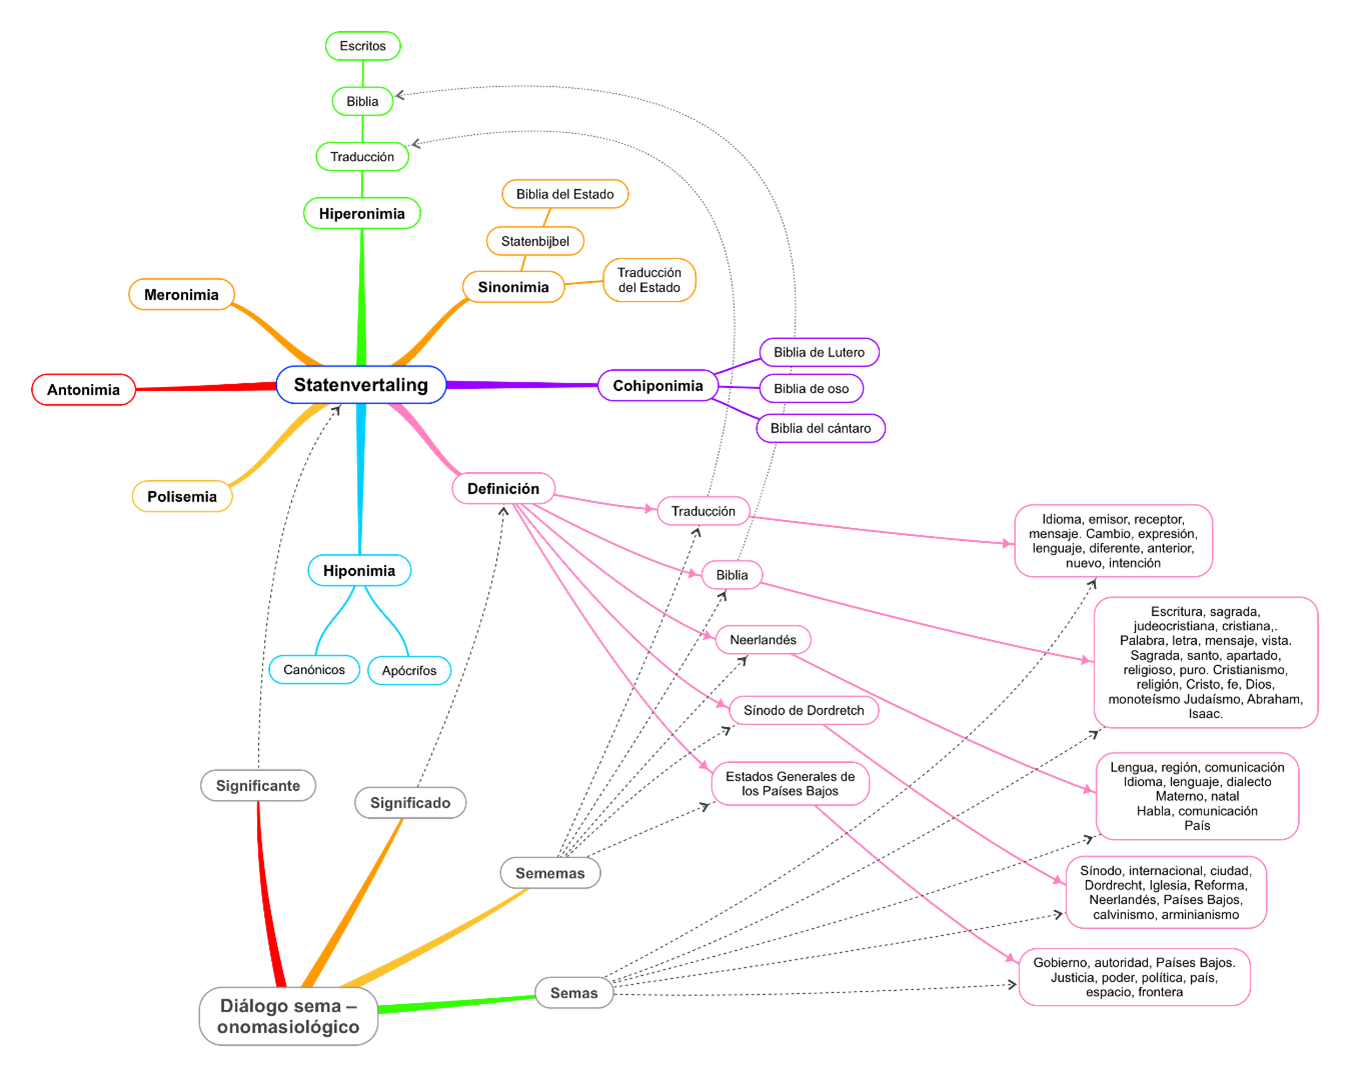 Escritos
Biblia
Traducción
Hiperonimia
Biblia del Estado
Statenbijbel
Sinonimia
Traducción
del Estado
Meronimia
Antonimia
Statenvertaling
Cohiponimia
Biblia de Lutero
Biblia de oso
Biblia del cántaro
Polisemia
Definición
Hiponimia
Canónicos
Apócrifos
Traducción
Biblia
Neerlandés
Sínodo de Dordretch
Estados Generales de
los Países Bajos
Idioma, emisor, receptor,
mensaje. Cambio, expresión,
lenguaje, diferente, anterior,
nuevo, intención
Escritura, sagrada,
judeocristiana, cristiana,.
Palabra, letra, mensaje, vista.
Sagrada, santo, apartado,
religioso, puro. Cristianismo,
religión, Cristo, fe, Dios,
monoteísmo Judaísmo, Abraham,
Isaac.
Lengua, región, comunicación
Idioma, lenguaje, dialecto
Materno, natal
Habla, comunicación
País
Sínodo, internacional, ciudad,
Dordrecht, Iglesia, Reforma,
Neerlandés, Países Bajos,
calvinismo, arminianismo
Gobierno, autoridad, Países Bajos.
Justicia, poder, política, país,
espacio, frontera
Significante
Significado
Sememas
Semas
Diálogo sema –
onomasiológico